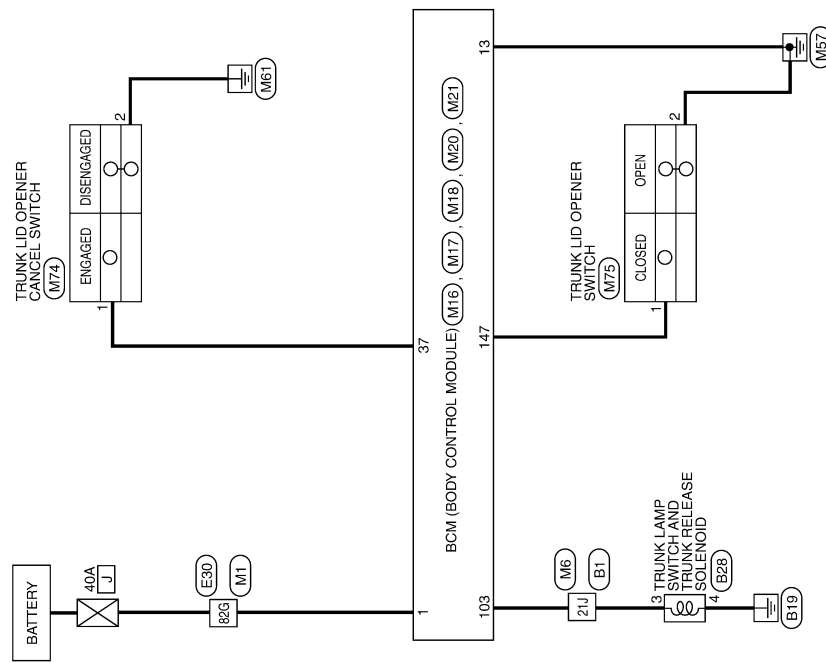 BATTERY
40A
J
82G
E30
M1
1
TRUNK LID OPENER
CANCEL SWITCH
M74
ENGAGED
DISENGAGED
1
2
M61
37
BCM (BODY CONTROL MODULE) M16 , M17 , M18 , M20 , M21
103
147
13
21J
M6
B1
3
TRUNK LAMP
SWITCH AND
TRUNK RELEASE
SOLENOID
B28
4
B19
TRUNK LID OPENER
SWITCH
M75
CLOSED
OPEN
1
2
M57